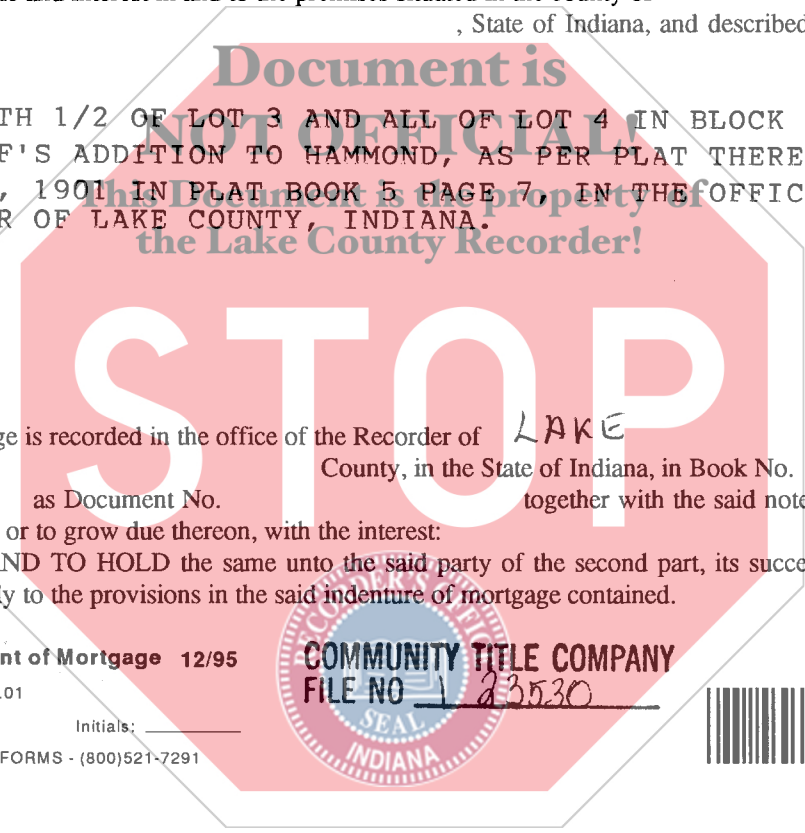 , State of Indiana, and described
Document is
TH 1/2 OF LOT 3 AND ALL OF LOT 4 IN BLOCK
NOT OFFICIAL!
F'S ADDITION TO HAMMOND, AS PER PLAT THERE
, 1901 IN PLAT BOOK 5 PAGE 7, IN THE OFFIC
This Document is the property of
R OF LAKE COUNTY, INDIANA.
the Lake County Recorder!
STOP
ge is recorded in the office of the Recorder of LAKE
County, in the State of Indiana, in Book No.
as Document No. together with the said note
or to grow due thereon, with the interest:
ND TO HOLD the same unto the said party of the second part, its succe
ly to the provisions in the said indenture of mortgage contained.
RECORDER'S OFFICE
nt of Mortgage 12/95
COMMUNITY TITLE COMPANY
FILE NO 1 23530
.01
Initials:
SEAL
INDIANA
FORMS - (800)521-7291